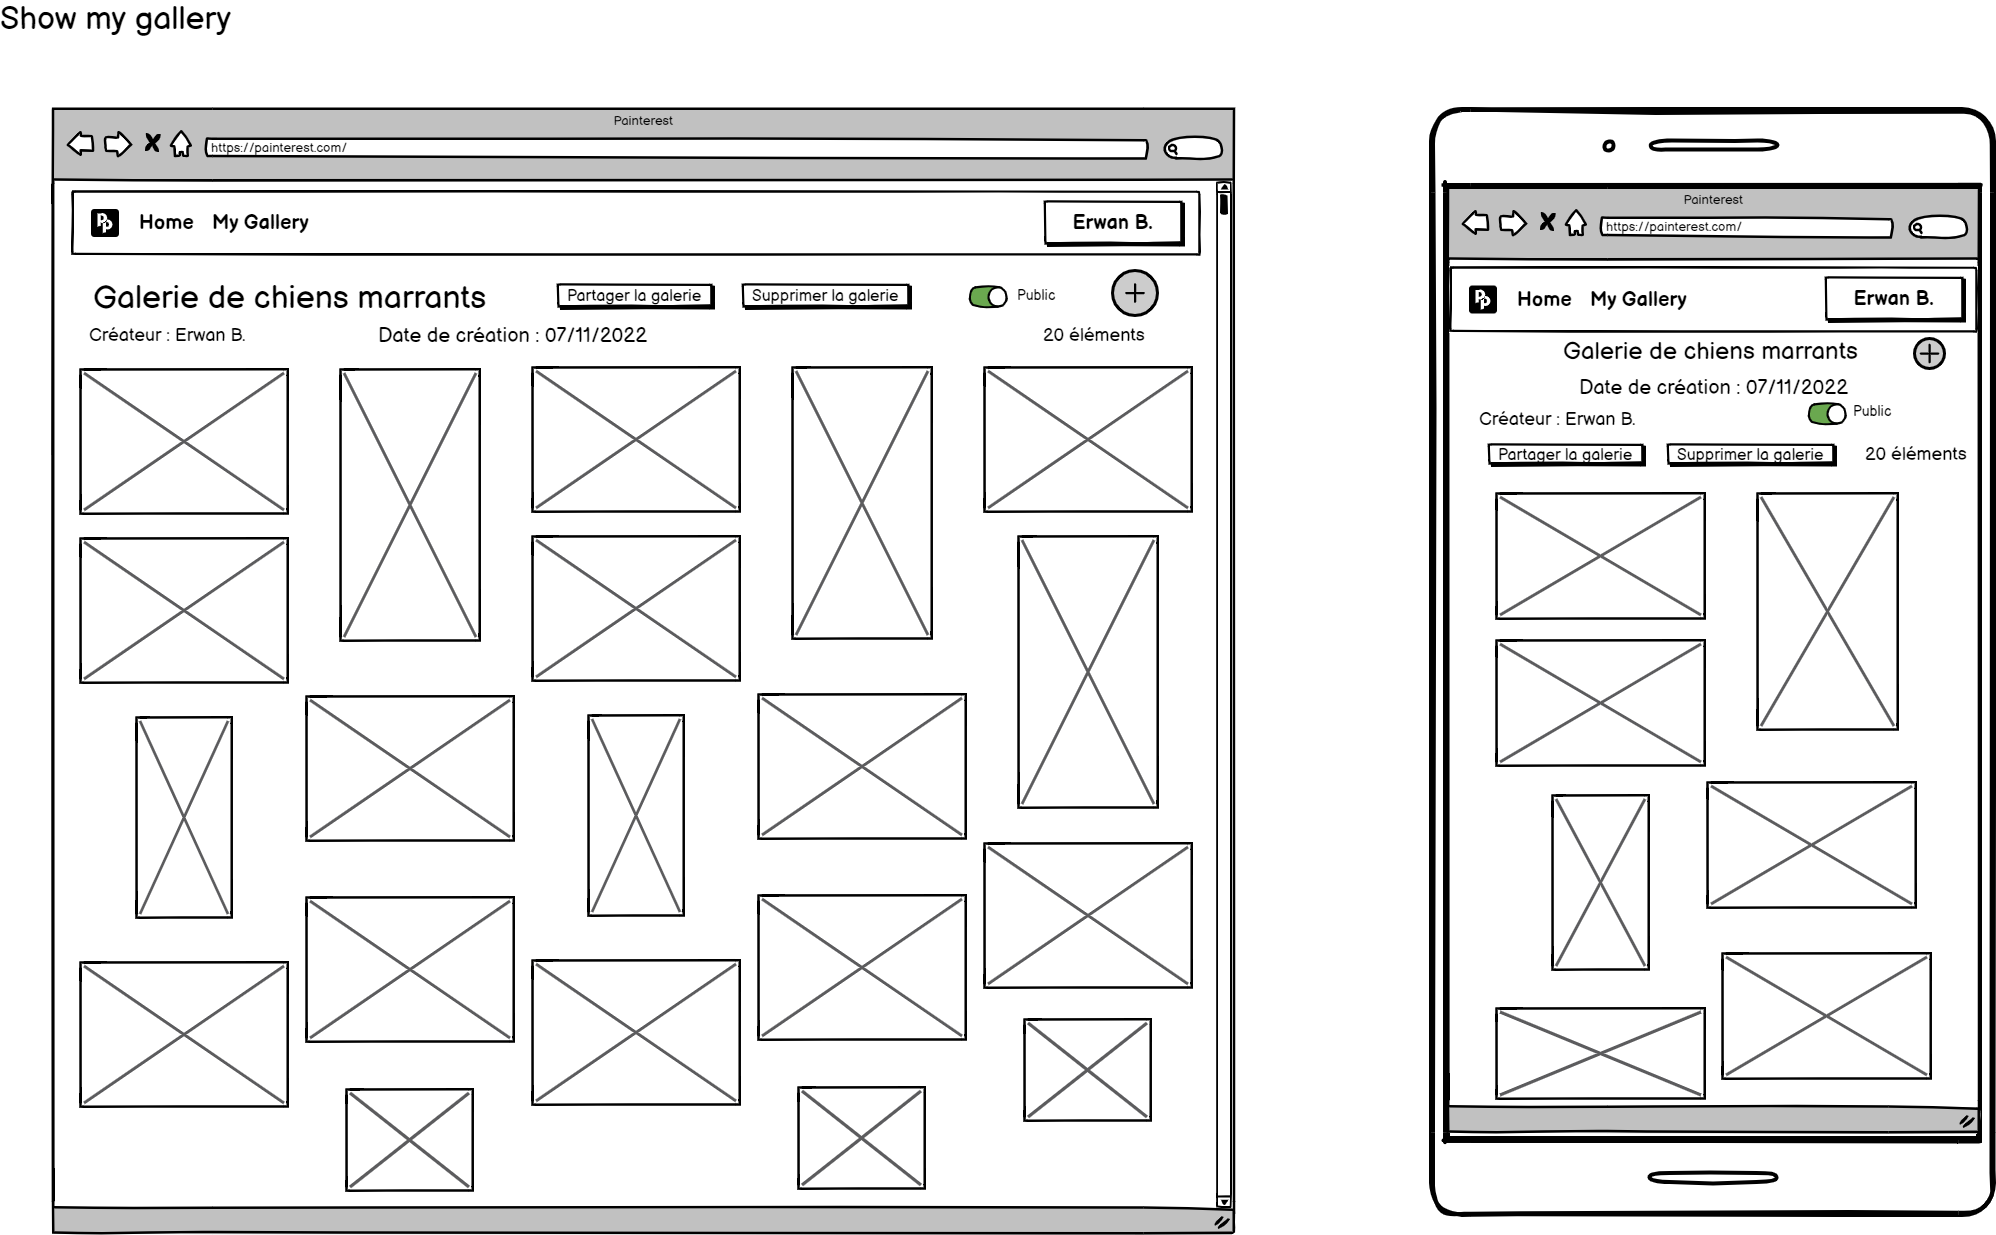 Show my gallery
Painterest
https://painterest.com/
Home My Gallery Erwan B.
Galerie de chiens marrants Partager la galerie Supprimer la galerie Public
Créateur : Erwan B. Date de création : 07/11/2022 20 éléments
Painterest
https://painterest.com/
Home My Gallery Erwan B.
Galerie de chiens marrants
Date de création : 07/11/2022
Créateur : Erwan B. Public
Partager la galerie Supprimer la galerie 20 éléments